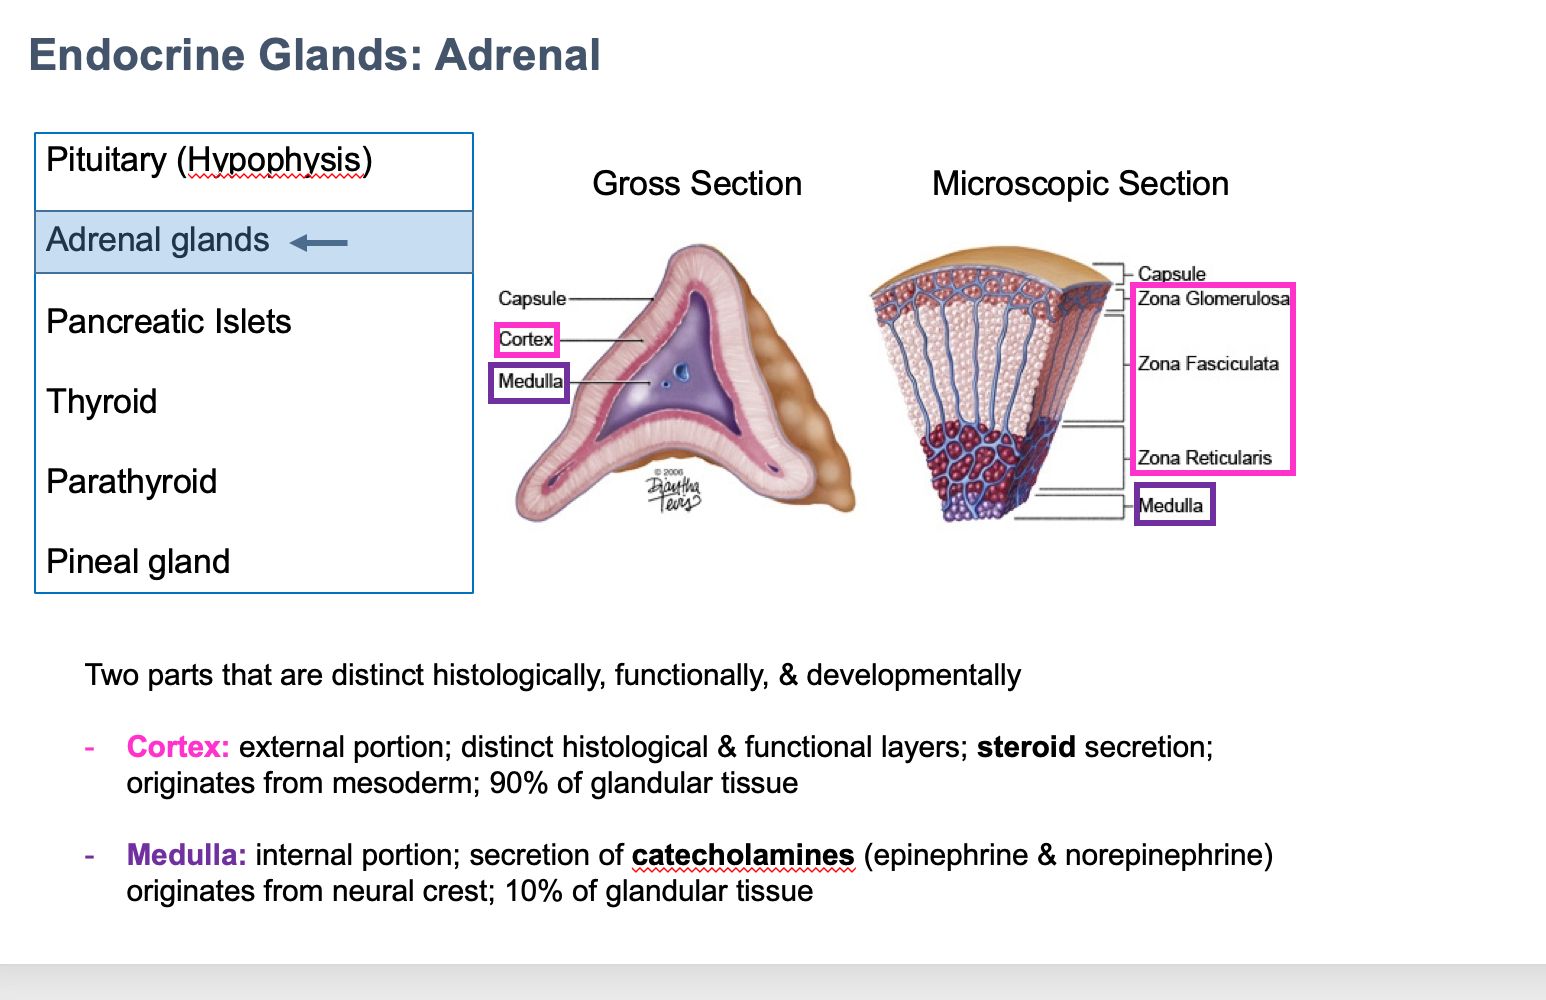 Endocrine Glands: Adrenal
Pituitary (Hypophysis)
Adrenal glands
Pancreatic Islets
Thyroid
Parathyroid
Pineal gland
Gross Section
Capsule
Cortex
Medulla
© 2006
Diantha
Tevis
Microscopic Section
Capsule
Zona Glomerulosa
Zona Fasciculata
Zona Reticularis
Medulla
Two parts that are distinct histologically, functionally, & developmentally
- Cortex: external portion; distinct histological & functional layers; steroid secretion;
originates from mesoderm; 90% of glandular tissue
- Medulla: internal portion; secretion of catecholamines (epinephrine & norepinephrine)
originates from neural crest; 10% of glandular tissue